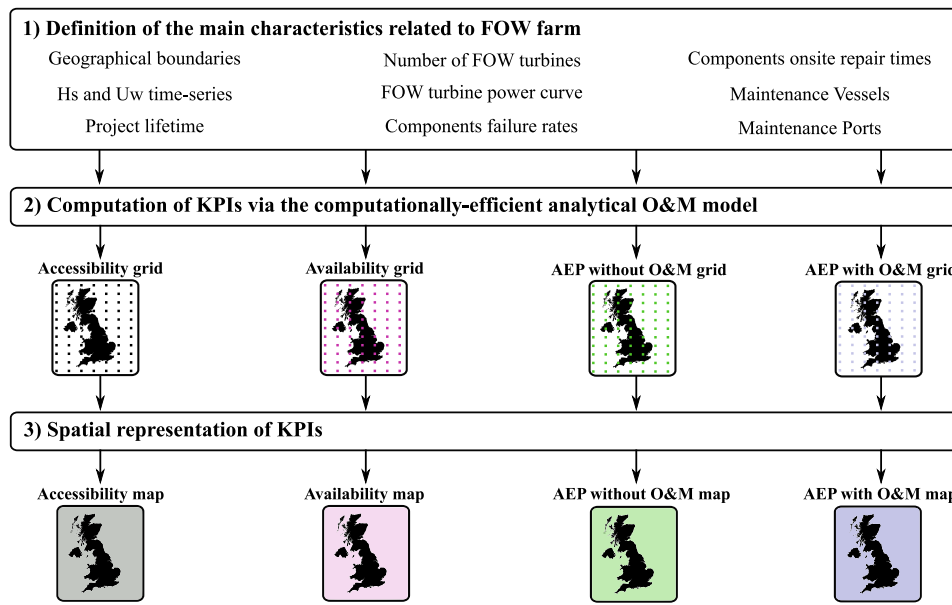 1) Definition of the main characteristics related to FOW farm
Geographical boundaries
Number of FOW turbines
Components onsite repair times
Hs and Uw time-series
FOW turbine power curve
Maintenance Vessels
Project lifetime
Components failure rates
Maintenance Ports
2) Computation of KPIs via the computationally-efficient analytical O&M model
Accessibility grid
Availability grid
AEP without O&M grid
AEP with O&M grid
3) Spatial representation of KPIs
Accessibility map
Availability map
AEP without O&M map
AEP with O&M map